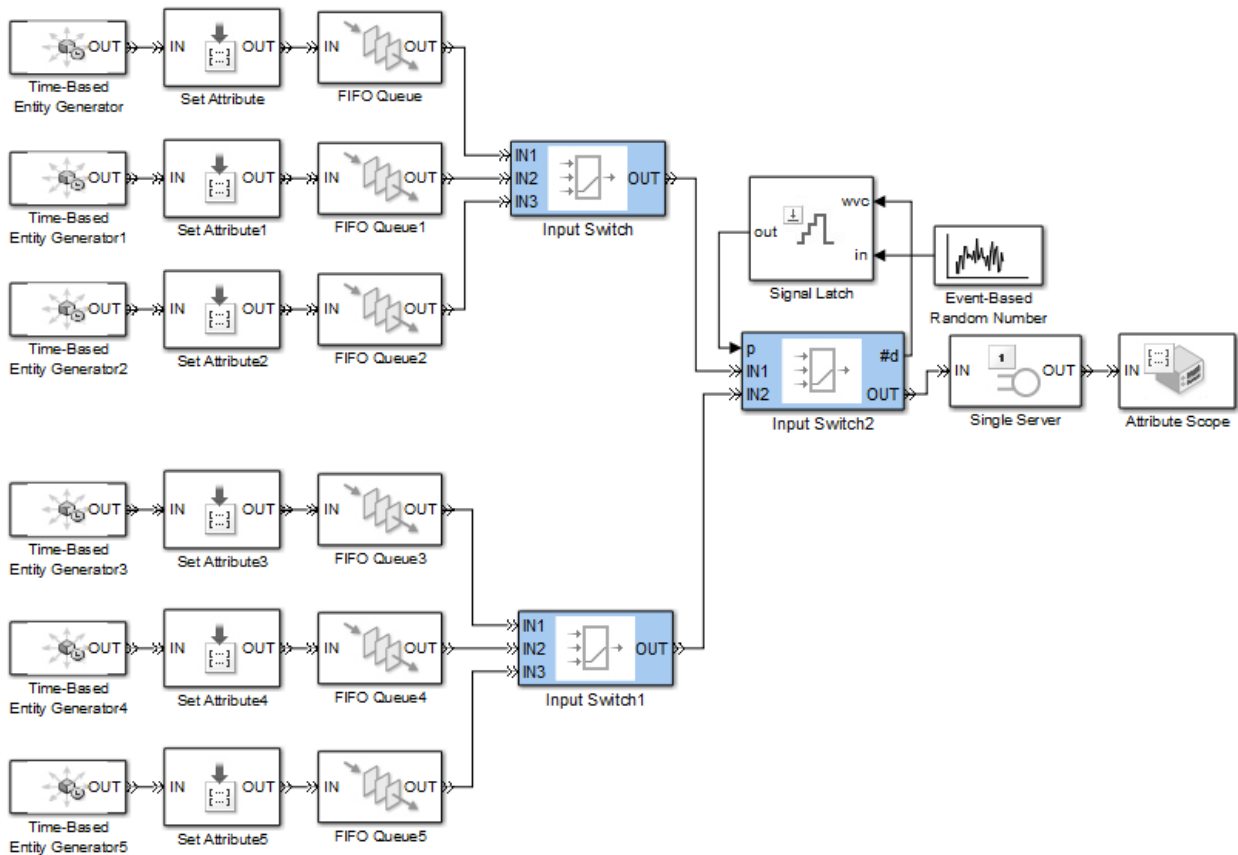 OUT
Time-Based
Entity Generator
IN OUT
[...]
Set Attribute
IN OUT
FIFO Queue
OUT
Time-Based
Entity Generator1
IN OUT
[...]
Set Attribute1
IN OUT
FIFO Queue1
OUT
Time-Based
Entity Generator2
IN OUT
[...]
Set Attribute2
IN OUT
FIFO Queue2
IN1
IN2 OUT
IN3
Input Switch
wvc
out
in
Signal Latch
Event-Based
Random Number
p #d
IN1
IN2 OUT
Input Switch2
1
IN OUT
Single Server
[...]
IN
Attribute Scope
OUT
Time-Based
Entity Generator3
IN OUT
[...]
Set Attribute3
IN OUT
FIFO Queue3
OUT
Time-Based
Entity Generator4
IN OUT
[...]
Set Attribute4
IN OUT
FIFO Queue4
OUT
Time-Based
Entity Generator5
IN OUT
[...]
Set Attribute5
IN OUT
FIFO Queue5
IN1
IN2 OUT
IN3
Input Switch1